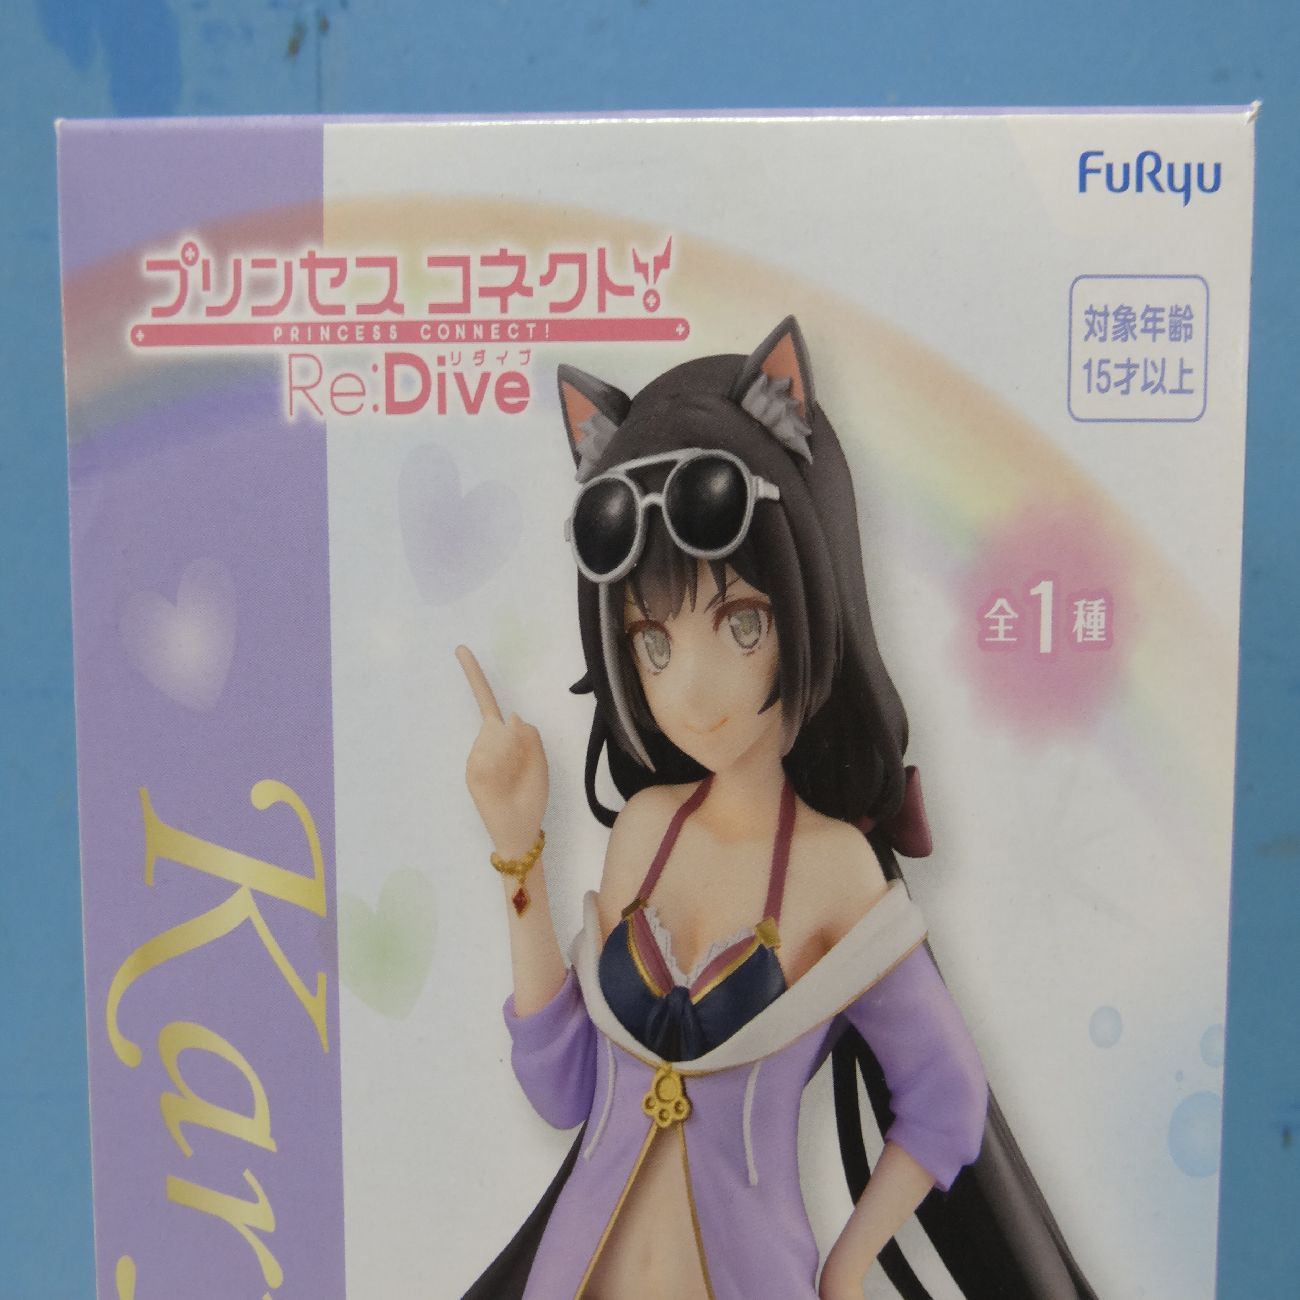 FuRyu
プリンセスコネクト!
PRINCESS CONNECT!
リダイブ
Re:Dive
対象年齢
15才以上
全1種
Kar